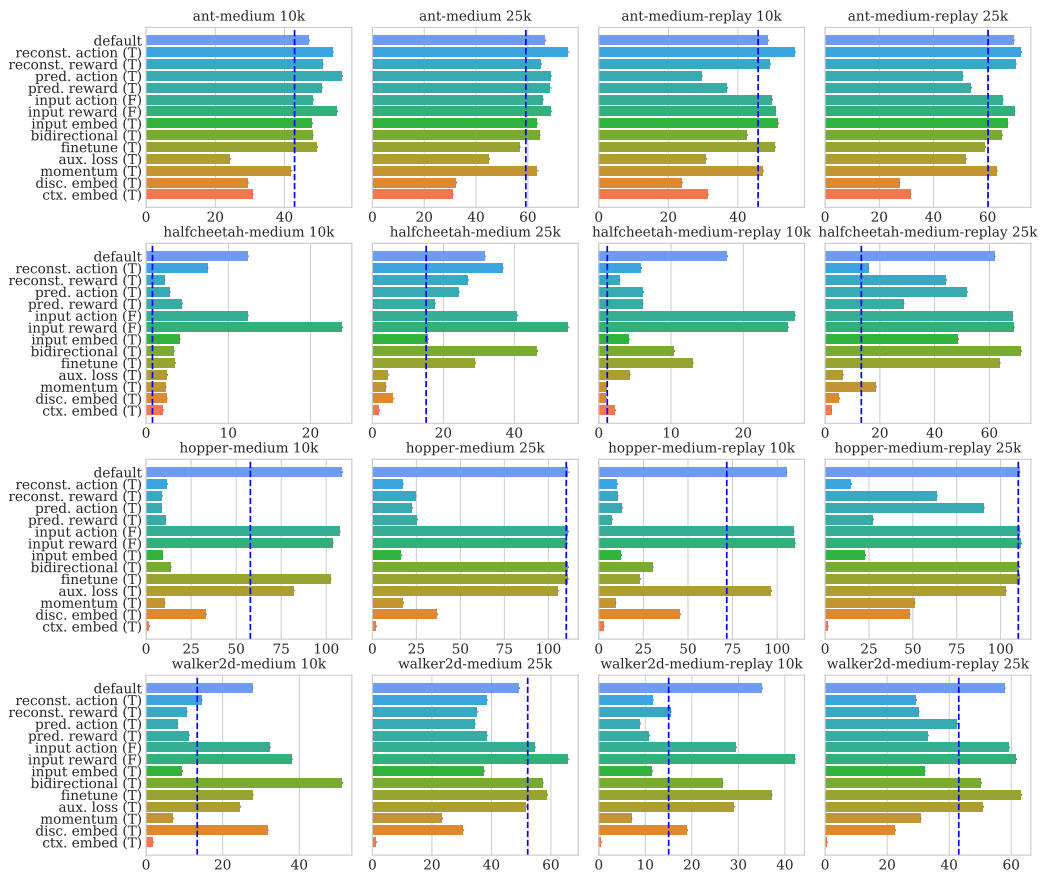 ant-medium 10k
ant-medium 25k
ant-medium-replay 10k
ant-medium-replay 25k
default
reconst. action (T)
reconst. reward (T)
pred. action (T)
pred. reward (T)
input action (F)
input reward (F)
input embed (T)
bidirectional (T)
finetune (T)
aux. loss (T)
momentum (T)
disc. embed (T)
ctx. embed (T)
0 20 40
0 20 40 60
0 20 40
0 20 40 60
halfcheetah-medium 10k
halfcheetah-medium 25k
halfcheetah-medium-replay 10k
halfcheetah-medium-replay 25k
default
reconst. action (T)
reconst. reward (T)
pred. action (T)
pred. reward (T)
input action (F)
input reward (F)
input embed (T)
bidirectional (T)
finetune (T)
aux. loss (T)
momentum (T)
disc. embed (T)
ctx. embed (T)
0 10 20
0 20 40
0 10 20
0 20 40 60
hopper-medium 10k
hopper-medium 25k
hopper-medium-replay 10k
hopper-medium-replay 25k
default
reconst. action (T)
reconst. reward (T)
pred. action (T)
pred. reward (T)
input action (F)
input reward (F)
input embed (T)
bidirectional (T)
finetune (T)
aux. loss (T)
momentum (T)
disc. embed (T)
ctx. embed (T)
0 25 50 75 100
0 25 50 75 100
0 25 50 75 100
0 25 50 75 100
walker2d-medium 10k
walker2d-medium 25k
walker2d-medium-replay 10k
walker2d-medium-replay 25k
default
reconst. action (T)
reconst. reward (T)
pred. action (T)
pred. reward (T)
input action (F)
input reward (F)
input embed (T)
bidirectional (T)
finetune (T)
aux. loss (T)
momentum (T)
disc. embed (T)
ctx. embed (T)
0 20 40
0 20 40 60
0 10 20 30 40
0 20 40 60